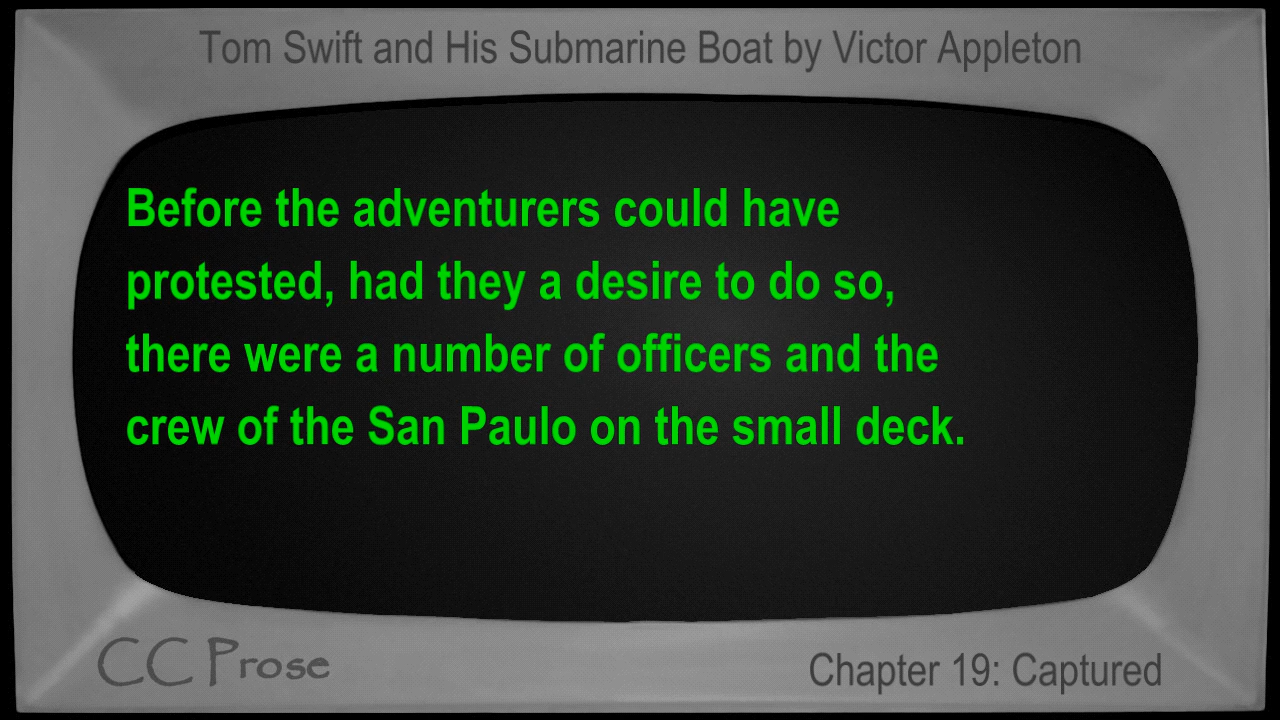 Tom Swift and His Submarine Boat by Victor Appleton
Before the adventurers could have
protested, had they a desire to do so,
there were a number of officers and the
crew of the San Paulo on the small deck.
CC Prose
Chapter 19: Captured